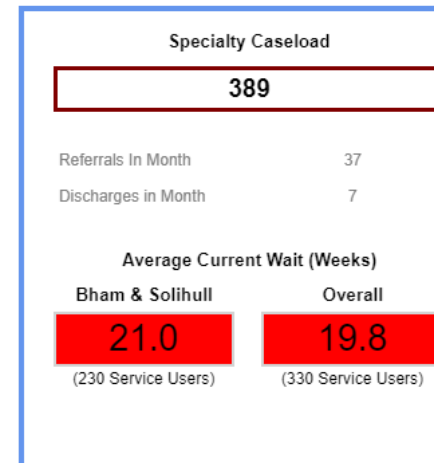 Specialty Caseload
389
Referrals In Month 37
Discharges in Month 7
Average Current Wait (Weeks)
Bham & Solihull Overall
21.0 19.8
(230 Service Users) (330 Service Users)